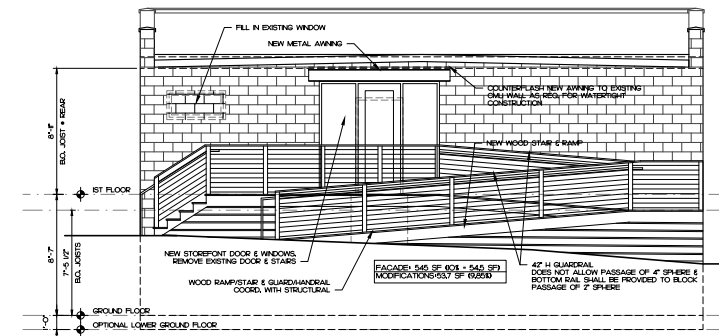 FILL IN EXISTING WINDOW
NEW METAL AWNING
COUNTERFLASH NEW AWNING TO EXISTING
CMU WALL AS REQ. FOR WATERTIGHT
CONSTRUCTION
8'-11"
B.O. JOIST @ REAR
NEW WOOD STAIR & RAMP
1ST FLOOR
8'-7"
7'-5 1/2"
B.O. JOISTS
NEW STOREFRONT DOOR & WINDOWS,
REMOVE EXISTING DOOR & STAIRS
WOOD RAMP/STAIR & GUARD/HANDRAIL
COORD. WITH STRUCTURAL
FACADE: 545 SF (10% = 54.5 SF)
MODIFICATIONS:53.7 SF (9.85%)
42" H GUARDRAIL
DOES NOT ALLOW PASSAGE OF 4" SPHERE &
BOTTOM RAIL SHALL BE PROVIDED TO BLOCK
PASSAGE OF 2" SPHERE
GROUND FLOOR
1'-0"
OPTIONAL LOWER GROUND FLOOR